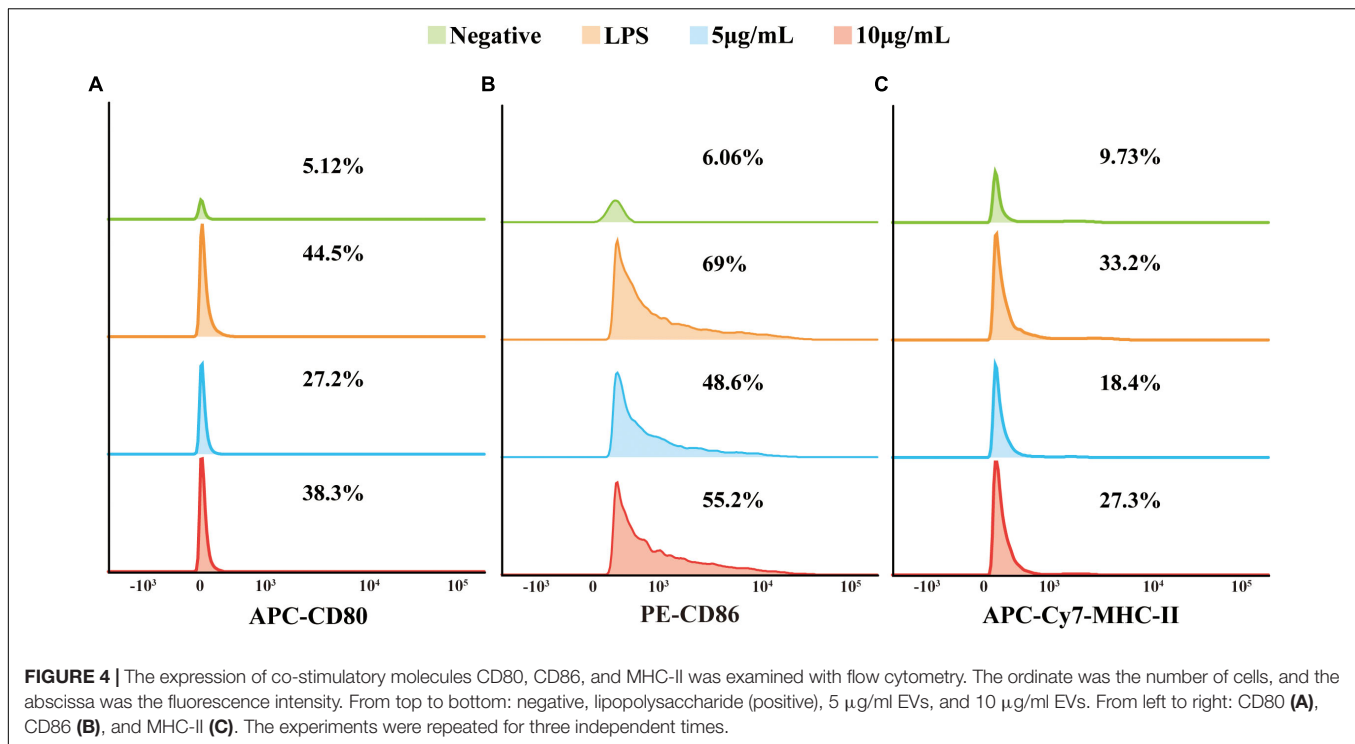 Negative LPS 5μg/mL 10μg/mL
A B C
5.12% 6.06% 9.73%
44.5% 69% 33.2%
27.2% 48.6% 18.4%
38.3% 55.2% 27.3%
-10³ 0 10³ 10⁴ 10⁵ -10³ 0 10³ 10⁴ 10⁵ -10³ 0 10³ 10⁴ 10⁵
APC-CD80 PE-CD86 APC-Cy7-MHC-II
FIGURE 4 | The expression of co-stimulatory molecules CD80, CD86, and MHC-II was examined with flow cytometry. The ordinate was the number of cells, and the
abscissa was the fluorescence intensity. From top to bottom: negative, lipopolysaccharide (positive), 5 μg/ml EVs, and 10 μg/ml EVs. From left to right: CD80 (A),
CD86 (B), and MHC-II (C). The experiments were repeated for three independent times.